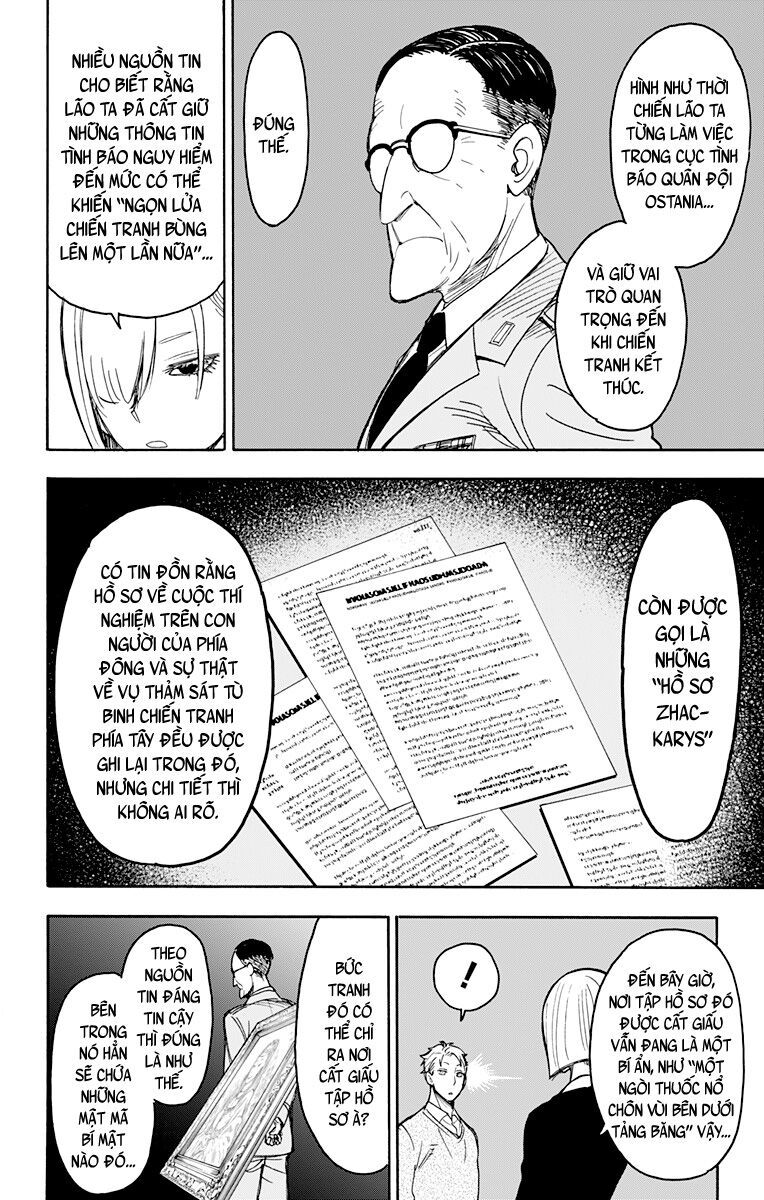 HÌNH NHƯ THỜI
CHIẾN LÃO TA
TỪNG LÀM VIỆC
TRONG CỤC TÌNH
BÁO QUÂN ĐỘI
OSTANIA...
VÀ GIỮ VAI
TRÒ QUAN
TRỌNG ĐẾN
KHI CHIẾN
TRANH KẾT
THÚC.
ĐÚNG
THẾ.
NHIỀU NGUỒN TIN
CHO BIẾT RẰNG
LÃO TA ĐÃ CẤT GIỮ
NHỮNG THÔNG TIN
TÌNH BÁO NGUY HIỂM
ĐẾN MỨC CÓ THỂ
KHIẾN "NGỌN LỬA
CHIẾN TRANH BÙNG
LÊN MỘT LẦN NỮA"...
CÒN ĐƯỢC
GỌI LÀ
NHỮNG
"HỒ SƠ
ZHAC-
KARYS"
CÓ TIN ĐỒN RẰNG
HỒ SƠ VỀ CUỘC THÍ
NGHIỆM TRÊN CON
NGƯỜI CỦA PHÍA
ĐÔNG VÀ SỰ THẬT
VỀ VỤ THẢM SÁT TÙ
BINH CHIẾN TRANH
PHÍA TÂY ĐỀU ĐƯỢC
GHI LẠI TRONG ĐÓ,
NHƯNG CHI TIẾT THÌ
KHÔNG AI RÕ.
ĐẾN BÂY GIỜ,
NƠI TẬP HỒ SƠ ĐÓ
ĐƯỢC CẤT GIẤU
VẪN ĐANG LÀ MỘT
BÍ ẨN, NHƯ "MỘT
NGÒI THUỐC NỔ
CHÔN VÙI BÊN DƯỚI
TẢNG BĂNG" VẬY...
!
BỨC
TRANH
ĐÓ CÓ
THỂ CHỈ
RA NƠI
CẤT GIẤU
TẬP HỒ
SƠ À?
THEO
NGUỒN
TIN ĐÁNG
TIN CẬY
THÌ ĐÚNG
LÀ NHƯ
THẾ.
BÊN
TRONG
NÓ HẲN
SẼ CHỨA
NHỮNG
MẬT MÃ
BÍ MẬT
NÀO ĐÓ...